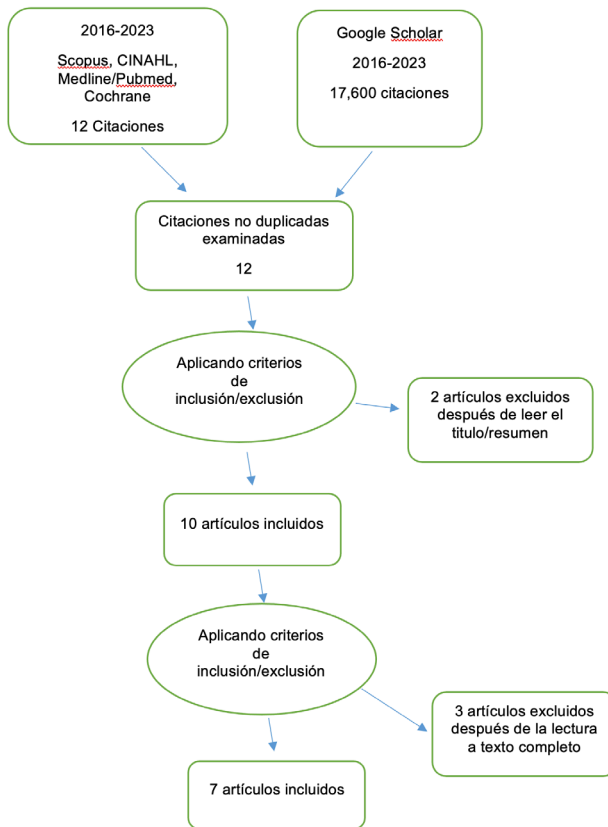 2016-2023
Scopus, CINAHL,
Medline/Pubmed,
Cochrane
12 Citaciones
Google Scholar
2016-2023
17,600 citaciones
Citaciones no duplicadas
examinadas
12
Aplicando criterios
de
inclusión/exclusión
2 artículos excluidos
después de leer el
titulo/resumen
10 artículos incluidos
Aplicando criterios
de
inclusión/exclusión
3 artículos excluidos
después de la lectura
a texto completo
7 artículos incluidos